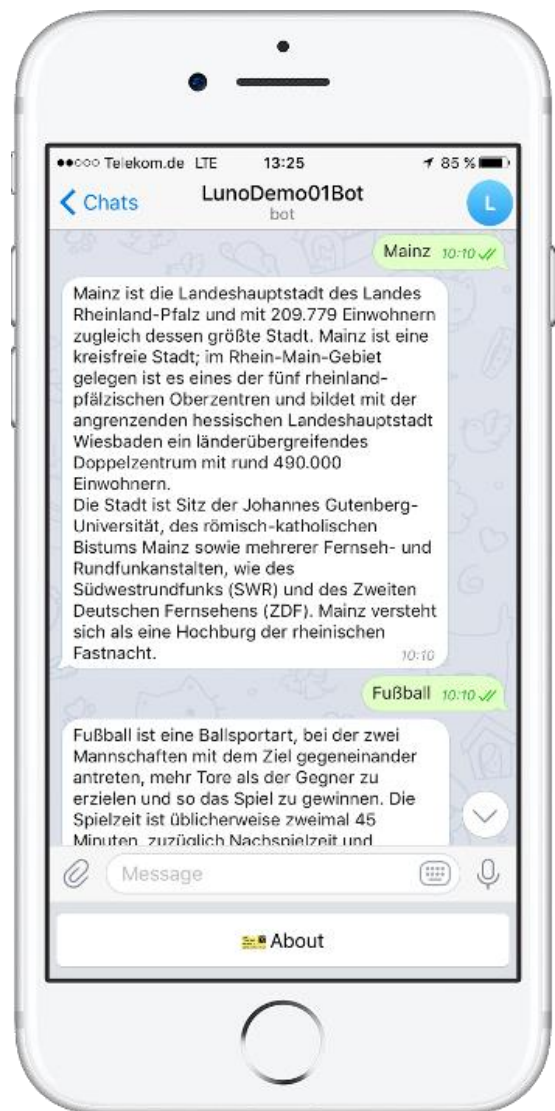 Telekom.de LTE 13:25 85 %
Chats LunoDemo01Bot L
bot
Mainz 10:10
Mainz ist die Landeshauptstadt des Landes
Rheinland-Pfalz und mit 209.779 Einwohnern
zugleich dessen größte Stadt. Mainz ist eine
kreisfreie Stadt; im Rhein-Main-Gebiet
gelegen ist es eines der fünf rheinland-
pfälzischen Oberzentren und bildet mit der
angrenzenden hessischen Landeshauptstadt
Wiesbaden ein länderübergreifendes
Doppelzentrum mit rund 490.000
Einwohnern.
Die Stadt ist Sitz der Johannes Gutenberg-
Universität, des römisch-katholischen
Bistums Mainz sowie mehrerer Fernseh- und
Rundfunkanstalten, wie des
Südwestrundfunks (SWR) und des Zweiten
Deutschen Fernsehens (ZDF). Mainz versteht
sich als eine Hochburg der rheinischen
Fastnacht. 10:10
Fußball 10:10
Fußball ist eine Ballsportart, bei der zwei
Mannschaften mit dem Ziel gegeneinander
antreten, mehr Tore als der Gegner zu
erzielen und so das Spiel zu gewinnen. Die
Spielzeit ist üblicherweise zweimal 45
Minuten, zuzüglich Nachspielzeit und
Message
About